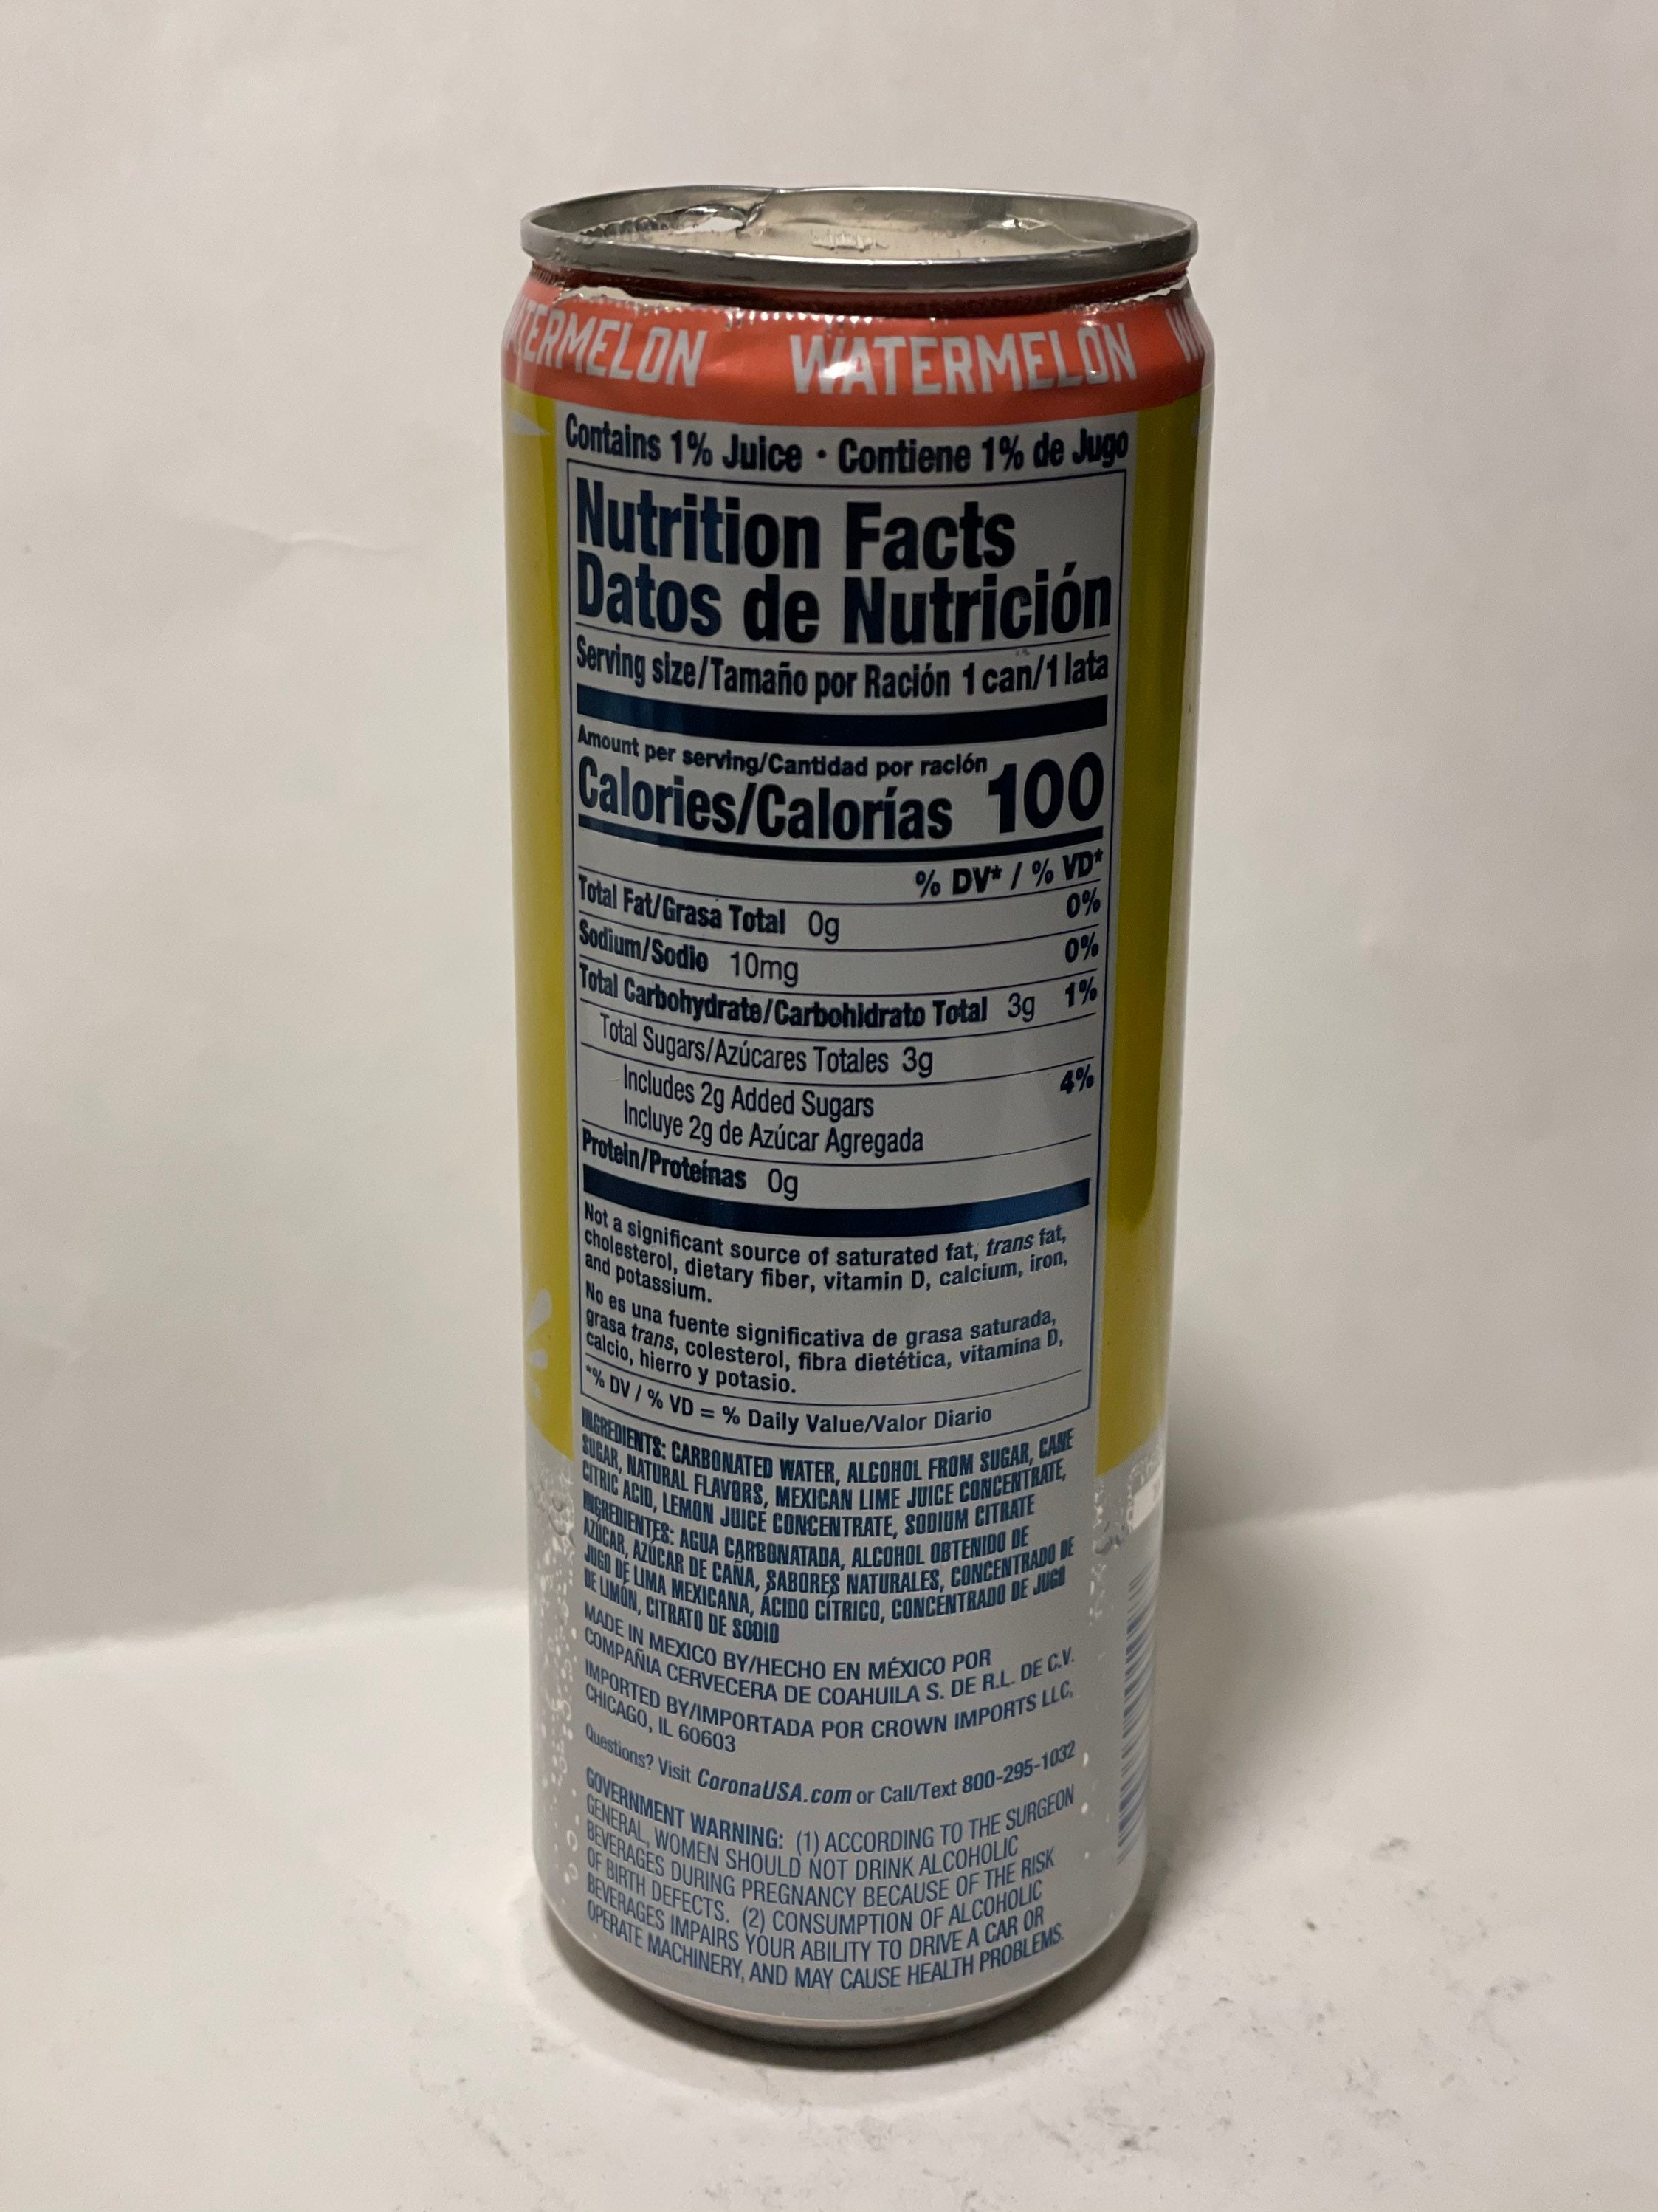 WATERMELON
Contains 1% Juice • Contiene 1% de Jugo
Nutrition Facts
Datos de Nutrición
Serving size/Tamaño por Ración 1 can/1 lata
Amount per serving/Cantidad por ración
Calories/Calorías 100
% DV* / % VD*
Total Fat/Grasa Total 0g 0%
Sodium/Sodio 10mg 0%
Total Carbohydrate/Carbohidrato Total 3g 1%
Total Sugars/Azúcares Totales 3g
Includes 2g Added Sugars 4%
Incluye 2g de Azúcar Agregada
Protein/Proteínas 0g
Not a significant source of saturated fat, trans fat,
cholesterol, dietary fiber, vitamin D, calcium, iron,
and potassium.
No es una fuente significativa de grasa saturada,
grasa trans, colesterol, fibra dietética, vitamina D,
calcio, hierro y potasio.
*% DV / % VD = % Daily Value/Valor Diario
INGREDIENTS: CARBONATED WATER, ALCOHOL FROM SUGAR, CANE
SUGAR, NATURAL FLAVORS, MEXICAN LIME JUICE CONCENTRATE,
CITRIC ACID, LEMON JUICE CONCENTRATE, SODIUM CITRATE
INGREDIENTES: AGUA CARBONATADA, ALCOHOL OBTENIDO DE
AZÚCAR, AZÚCAR DE CAÑA, SABORES NATURALES, CONCENTRADO DE
JUGO DE LIMA MEXICANA, ÁCIDO CÍTRICO, CONCENTRADO DE JUGO
DE LIMÓN, CITRATO DE SODIO
MADE IN MEXICO BY/HECHO EN MÉXICO POR
COMPAÑIA CERVECERA DE COAHUILA S. DE R.L. DE C.V.
IMPORTED BY/IMPORTADA POR CROWN IMPORTS LLC,
CHICAGO, IL 60603
Questions? Visit CoronaUSA.com or Call/Text 800-295-1032
GOVERNMENT WARNING: (1) ACCORDING TO THE SURGEON
GENERAL, WOMEN SHOULD NOT DRINK ALCOHOLIC
BEVERAGES DURING PREGNANCY BECAUSE OF THE RISK
OF BIRTH DEFECTS. (2) CONSUMPTION OF ALCOHOLIC
BEVERAGES IMPAIRS YOUR ABILITY TO DRIVE A CAR OR
OPERATE MACHINERY, AND MAY CAUSE HEALTH PROBLEMS.